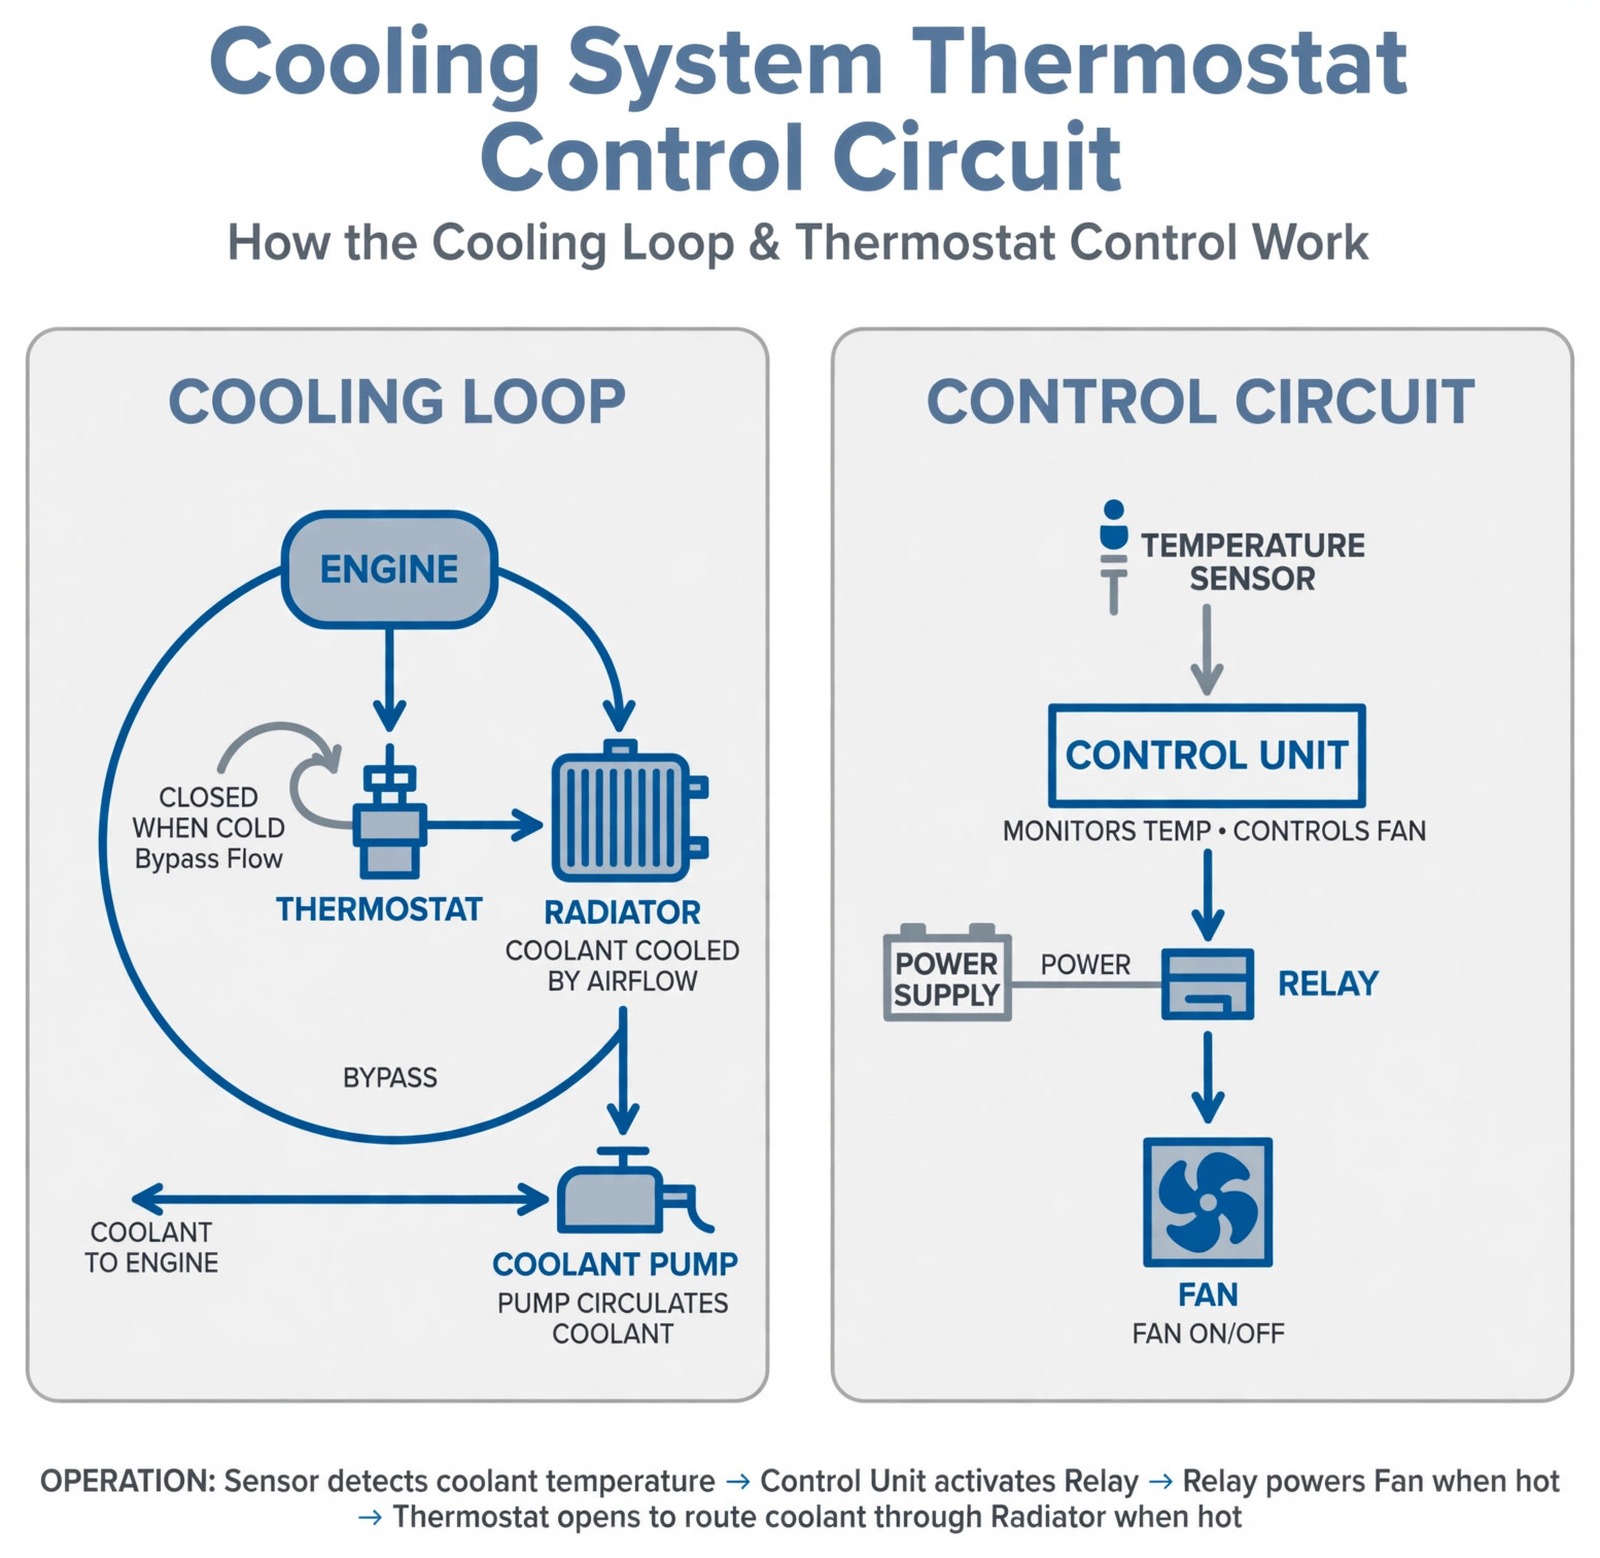 Cooling System Thermostat
Control Circuit
How the Cooling Loop & Thermostat Control Work
COOLING LOOP
ENGINE
CLOSED
WHEN COLD
Bypass Flow
THERMOSTAT
RADIATOR
COOLANT COOLED
BY AIRFLOW
BYPASS
COOLANT
TO ENGINE
COOLANT PUMP
PUMP CIRCULATES
COOLANT
CONTROL CIRCUIT
TEMPERATURE
SENSOR
CONTROL UNIT
MONITORS TEMP • CONTROLS FAN
POWER
SUPPLY
POWER
RELAY
FAN
FAN ON/OFF
OPERATION: Sensor detects coolant temperature → Control Unit activates Relay → Relay powers Fan when hot
→ Thermostat opens to route coolant through Radiator when hot